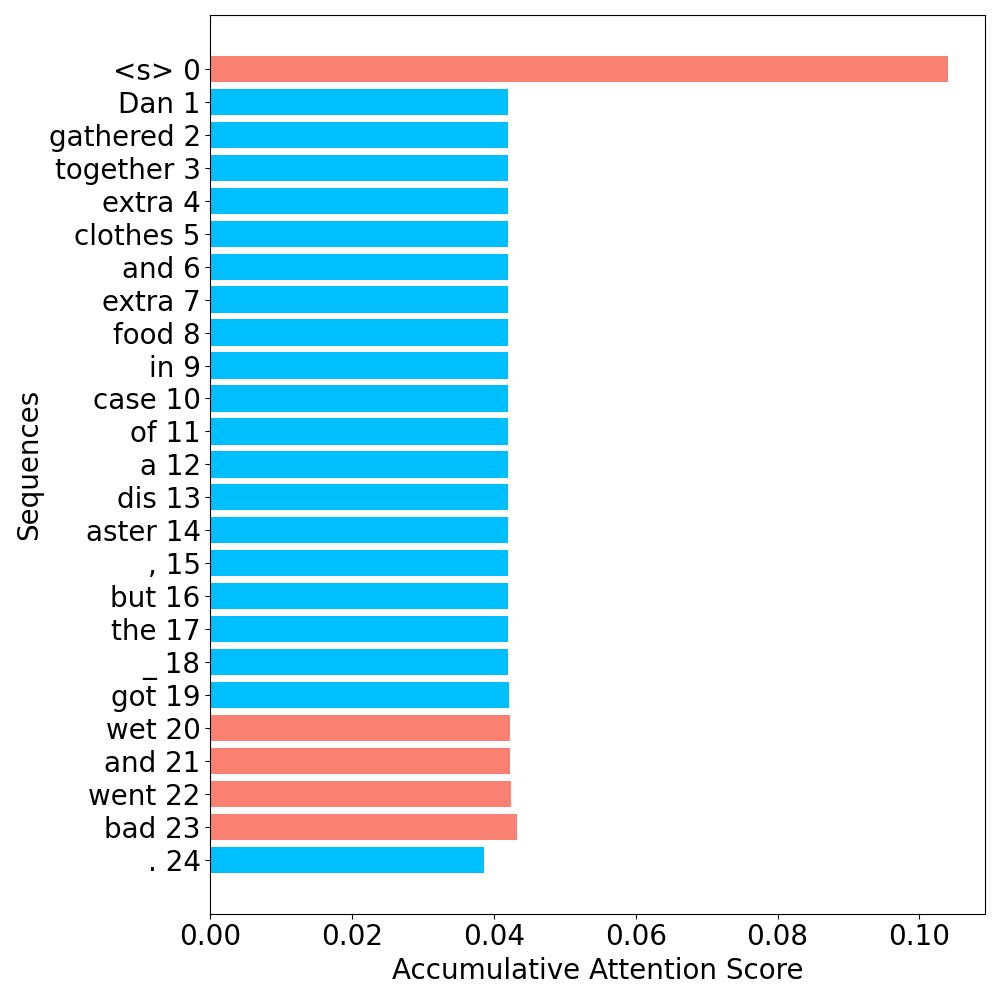 <s> 0
Dan 1
gathered 2
together 3
extra 4
clothes 5
and 6
extra 7
food 8
in 9
case 10
of 11
a 12
dis 13
aster 14
, 15
but 16
the 17
_ 18
got 19
wet 20
and 21
went 22
bad 23
. 24
Sequences
0.00 0.02 0.04 0.06 0.08 0.10
Accumulative Attention Score